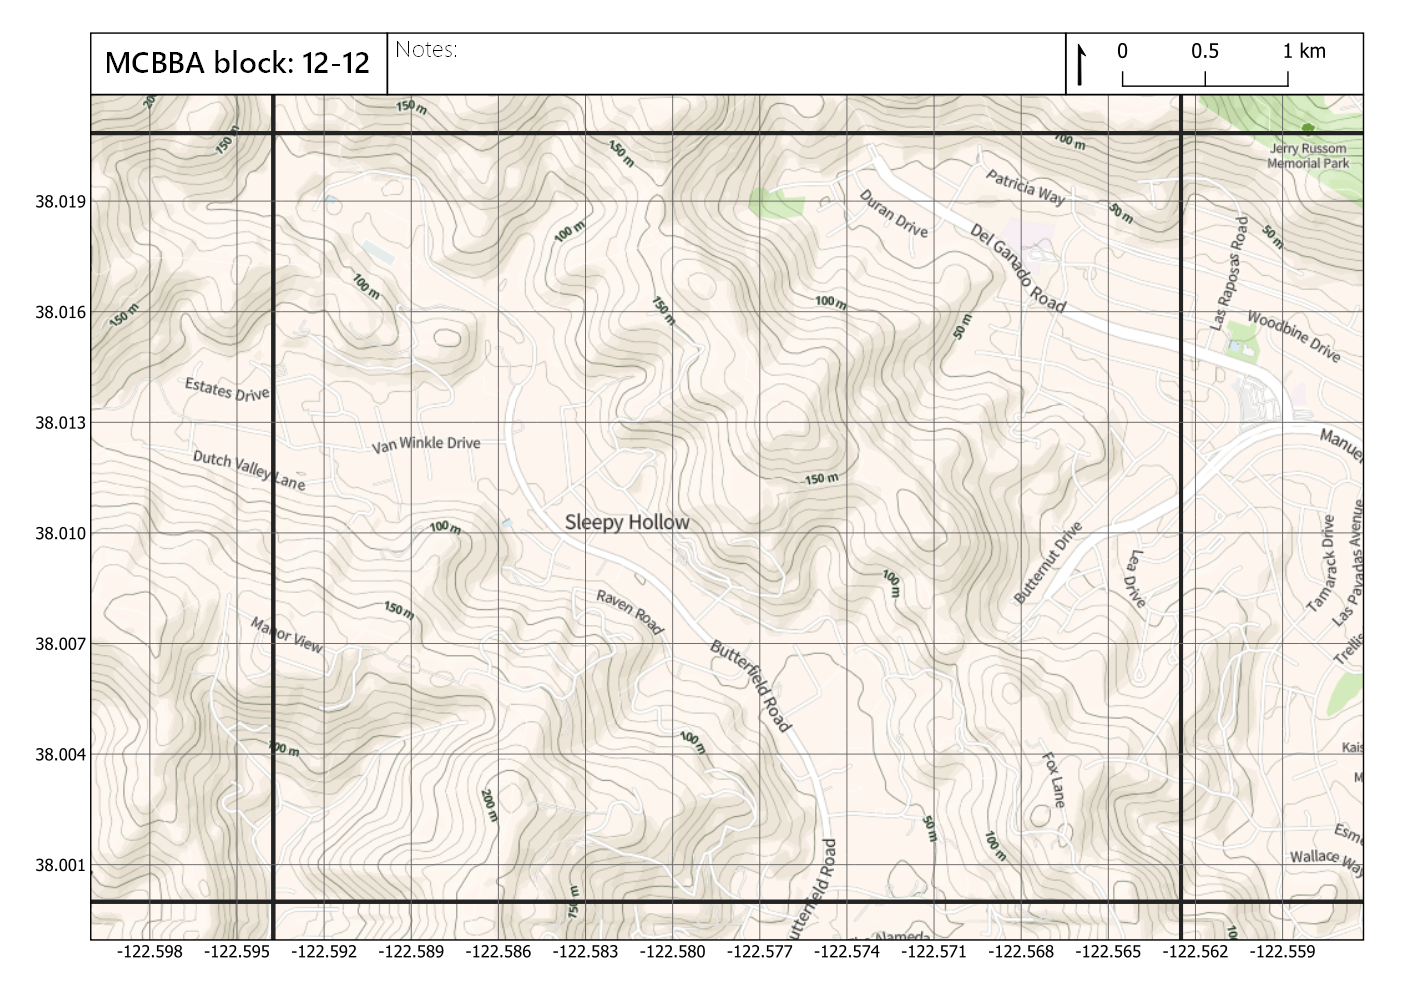 MCBBA block: 12-12
Notes:
0 0.5 1 km
150 m
150 m
150 m
100 m
Jerry Russom
Memorial Park
Patricia Way
38.019
Duran Drive
50 m
100 m
Del Ganado Road
50 m
Las Raposas Road
100 m
150 m
100 m
150 m
38.016
50 m
Woodbine Drive
Estates Drive
38.013
Van Winkle Drive
Manuel
Dutch Valley Lane
150 m
Sleepy Hollow
100 m
38.010
Butternut Drive
Lea Drive
Tamarack Drive
Las Pavadas Avenue
100 m
150 m
Raven Road
Manor View
38.007
Trellis
Butterfield Road
100 m
100 m
38.004
Kais
M
Fox Lane
200 m
50 m
100 m
Esme
Wallace Way
38.001
Butterfield Road
150 m
100
Nameda
-122.598 -122.595 -122.592 -122.589 -122.586 -122.583 -122.580 -122.577 -122.574 -122.571 -122.568 -122.565 -122.562 -122.559